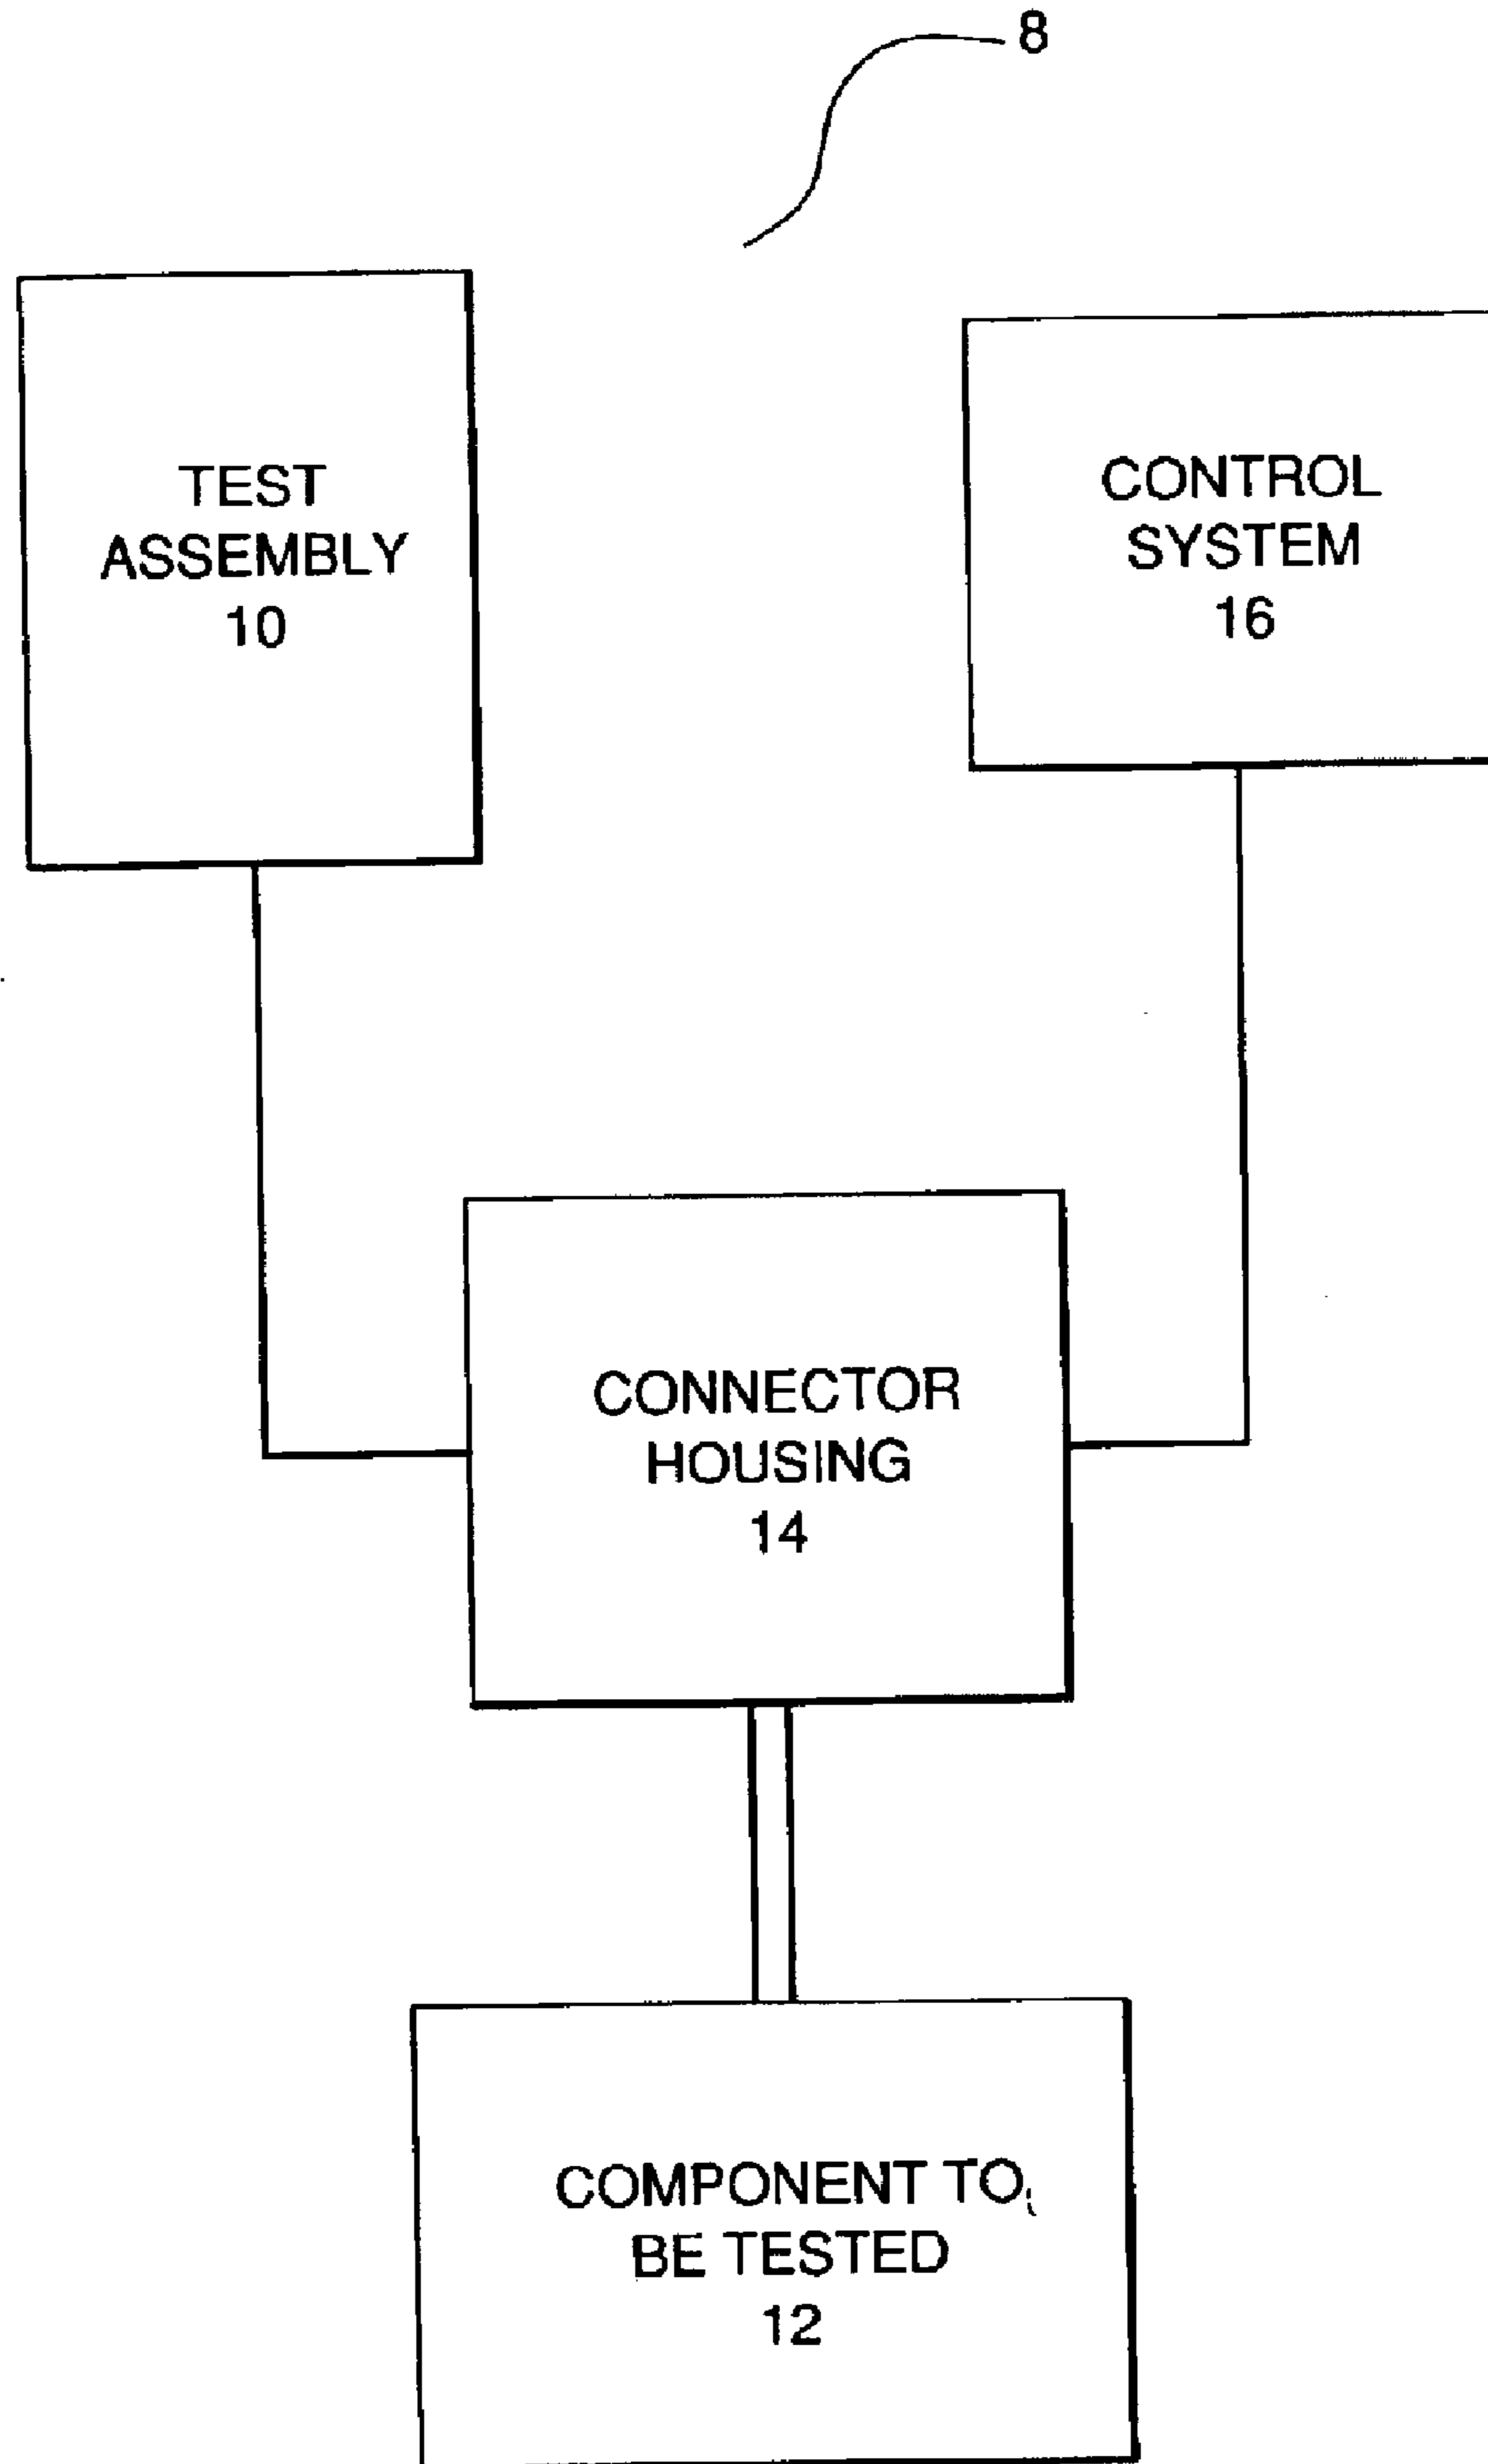 8
TEST
ASSEMBLY
10
CONTROL
SYSTEM
16
CONNECTOR
HOUSING
14
COMPONENT TO
BE TESTED
12